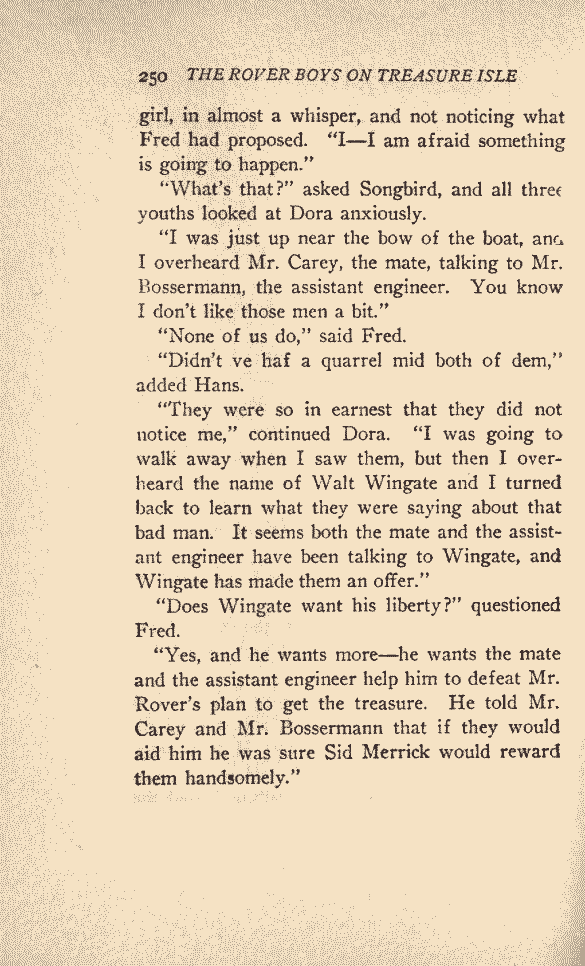 250 THE ROVER BOYS ON TREASURE ISLE
girl, in almost a whisper, and not noticing what
Fred had proposed. “I—I am afraid something
is going to happen.”
“What’s that?” asked Songbird, and all three
youths looked at Dora anxiously.
“I was just up near the bow of the boat, and
I overheard Mr. Carey, the mate, talking to Mr.
Bossermann, the assistant engineer. You know
I don’t like those men a bit.”
“None of us do,” said Fred.
“Didn’t ve haf a quarrel mid both of dem,”
added Hans.
“They were so in earnest that they did not
notice me,” continued Dora. “I was going to
walk away when I saw them, but then I over-
heard the name of Walt Wingate and I turned
back to learn what they were saying about that
bad man. It seems both the mate and the assist-
ant engineer have been talking to Wingate, and
Wingate has made them an offer.”
“Does Wingate want his liberty?” questioned
Fred.
“Yes, and he wants more—he wants the mate
and the assistant engineer help him to defeat Mr.
Rover’s plan to get the treasure. He told Mr.
Carey and Mr. Bossermann that if they would
aid him he was sure Sid Merrick would reward
them handsomely.”